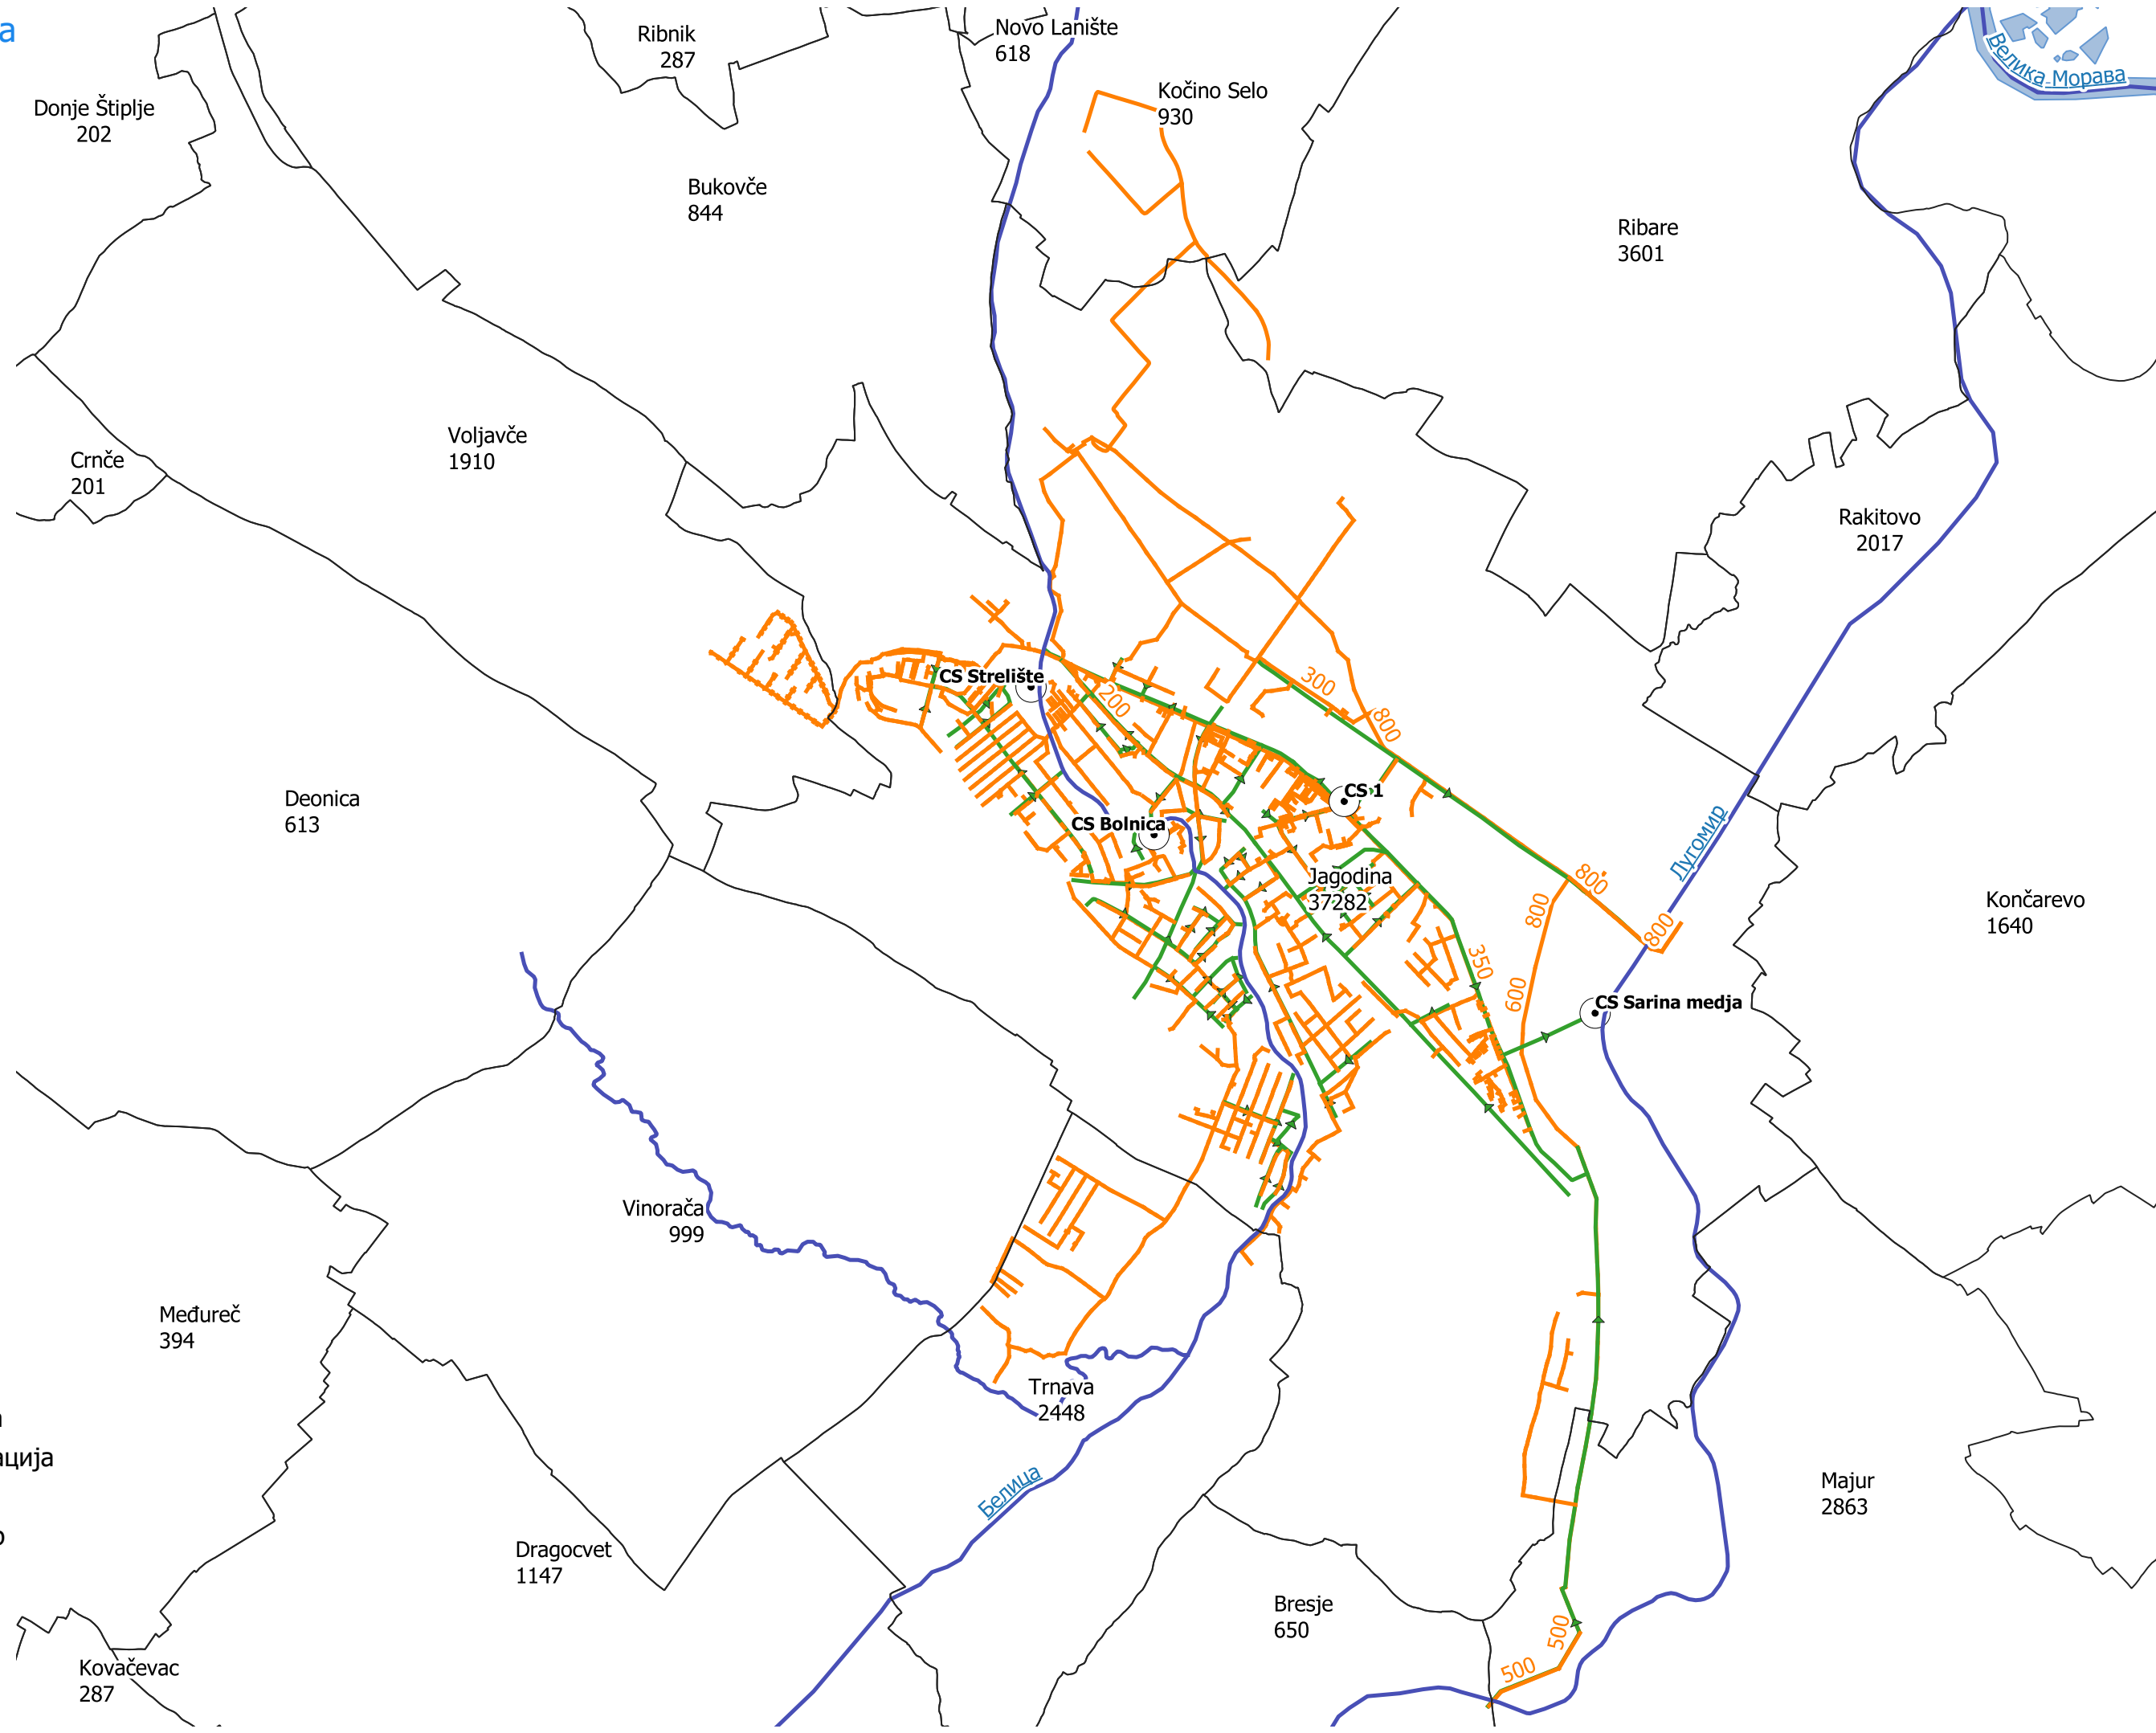 a
Ribnik
287
Novo Lanište
618
Велика Морава
Donje Štiplje
202
Kočino Selo
930
Bukovče
844
Ribare
3601
Voljavče
1910
Crnče
201
Rakitovo
2017
CS Strelište
300
200
800
Deonica
613
CS 1
CS Bolnica
Лугомир
Jagodina
37282
800
800
800
Končarevo
1640
350
600
CS Sarina medja
Vinorača
999
Međureč
394
Trnava
2448
ација
Белица
Majur
2863
Dragocvet
1147
Bresje
650
500
500
Kovačevac
287